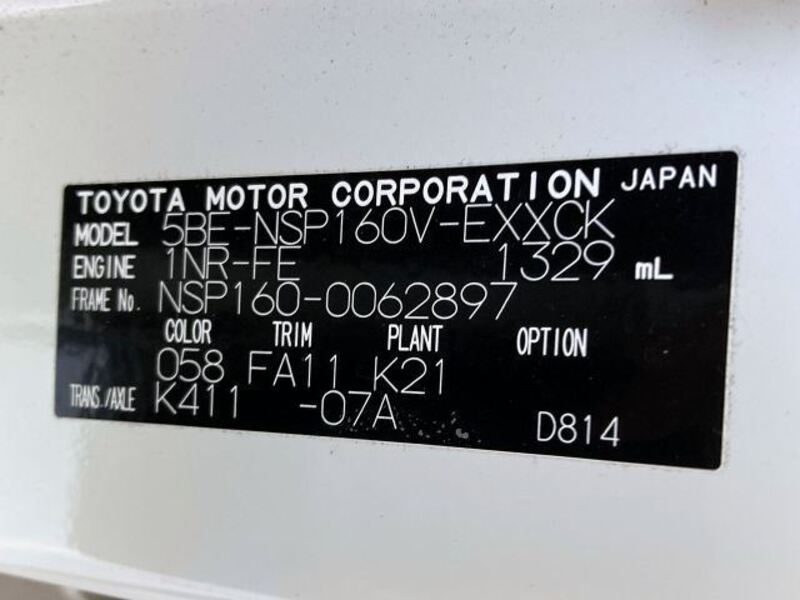 TOYOTA MOTOR CORPORATION JAPAN
MODEL 5BE-NSP160V-EXXCK
ENGINE 1NR-FE 1329 mL
FRAME No. NSP160-0062897
COLOR TRIM PLANT OPTION
058 FA11 K21
TRANS./AXLE K411 -07A D814